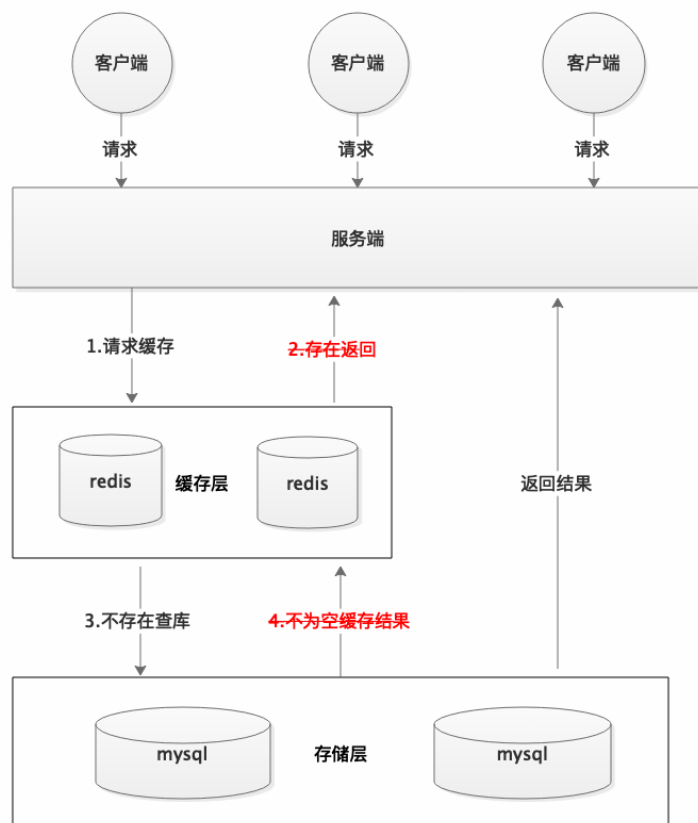 客户端
客户端
客户端
请求
请求
请求
服务端
1.请求缓存
2.存在返回
redis
缓存层
redis
返回结果
3.不存在查库
4.不为空缓存结果
mysql
存储层
mysql